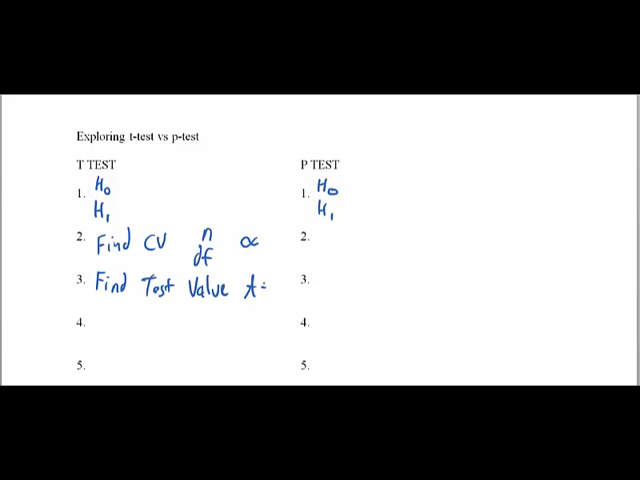 Exploring t-test vs p-test
T TEST
1. H₀
H₁
2. Find CV n df α
3. Find Test Value t=
4.
5.
P TEST
1. H₀
H₁
2.
3.
4.
5.